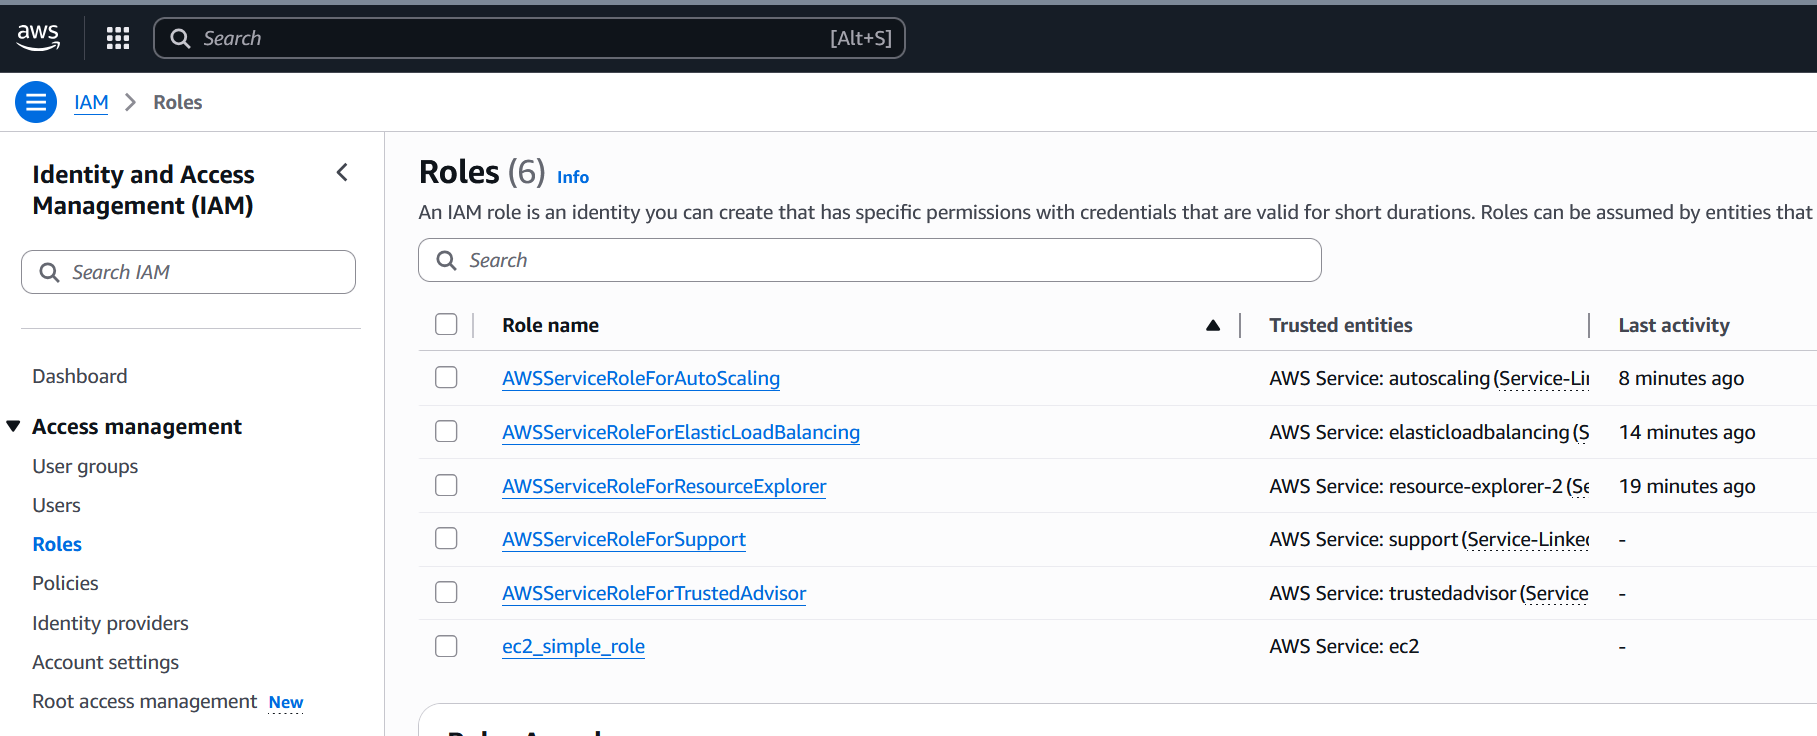 aws
Search [Alt+S]
IAM > Roles
Identity and Access
Management (IAM)
Search IAM
Dashboard
Access management
User groups
Users
Roles
Policies
Identity providers
Account settings
Root access management New
Roles (6) Info
An IAM role is an identity you can create that has specific permissions with credentials that are valid for short durations. Roles can be assumed by entities that
Search
Role name Trusted entities Last activity
AWSServiceRoleForAutoScaling AWS Service: autoscaling (Service-Li 8 minutes ago
AWSServiceRoleForElasticLoadBalancing AWS Service: elasticloadbalancing (S 14 minutes ago
AWSServiceRoleForResourceExplorer AWS Service: resource-explorer-2 (Se 19 minutes ago
AWSServiceRoleForSupport AWS Service: support (Service-Linked -
AWSServiceRoleForTrustedAdvisor AWS Service: trustedadvisor (Service -
ec2_simple_role AWS Service: ec2 -